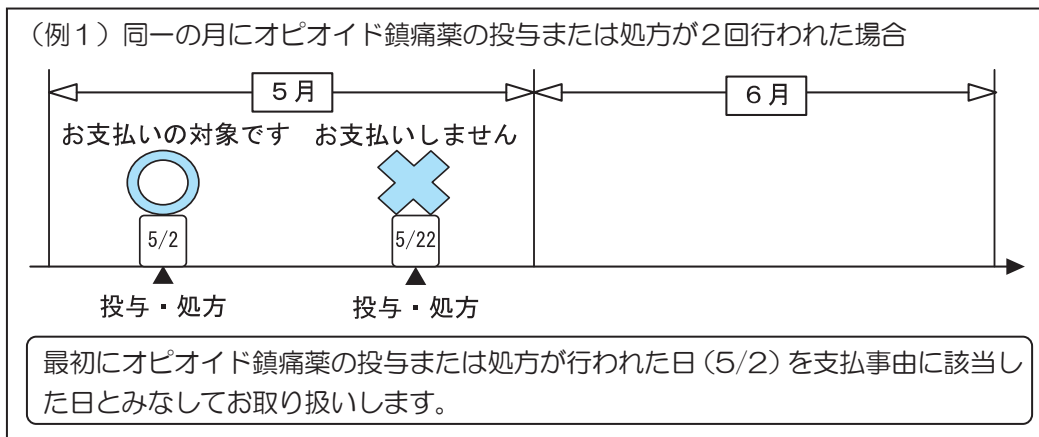 （例１）同一の月にオピオイド鎮痛薬の投与または処方が２回行われた場合
５月
６月
お支払いの対象です
お支払いしません
5/2
5/22
投与・処方
投与・処方
最初にオピオイド鎮痛薬の投与または処方が行われた日（5/2）を支払事由に該当し
た日とみなしてお取り扱いします。